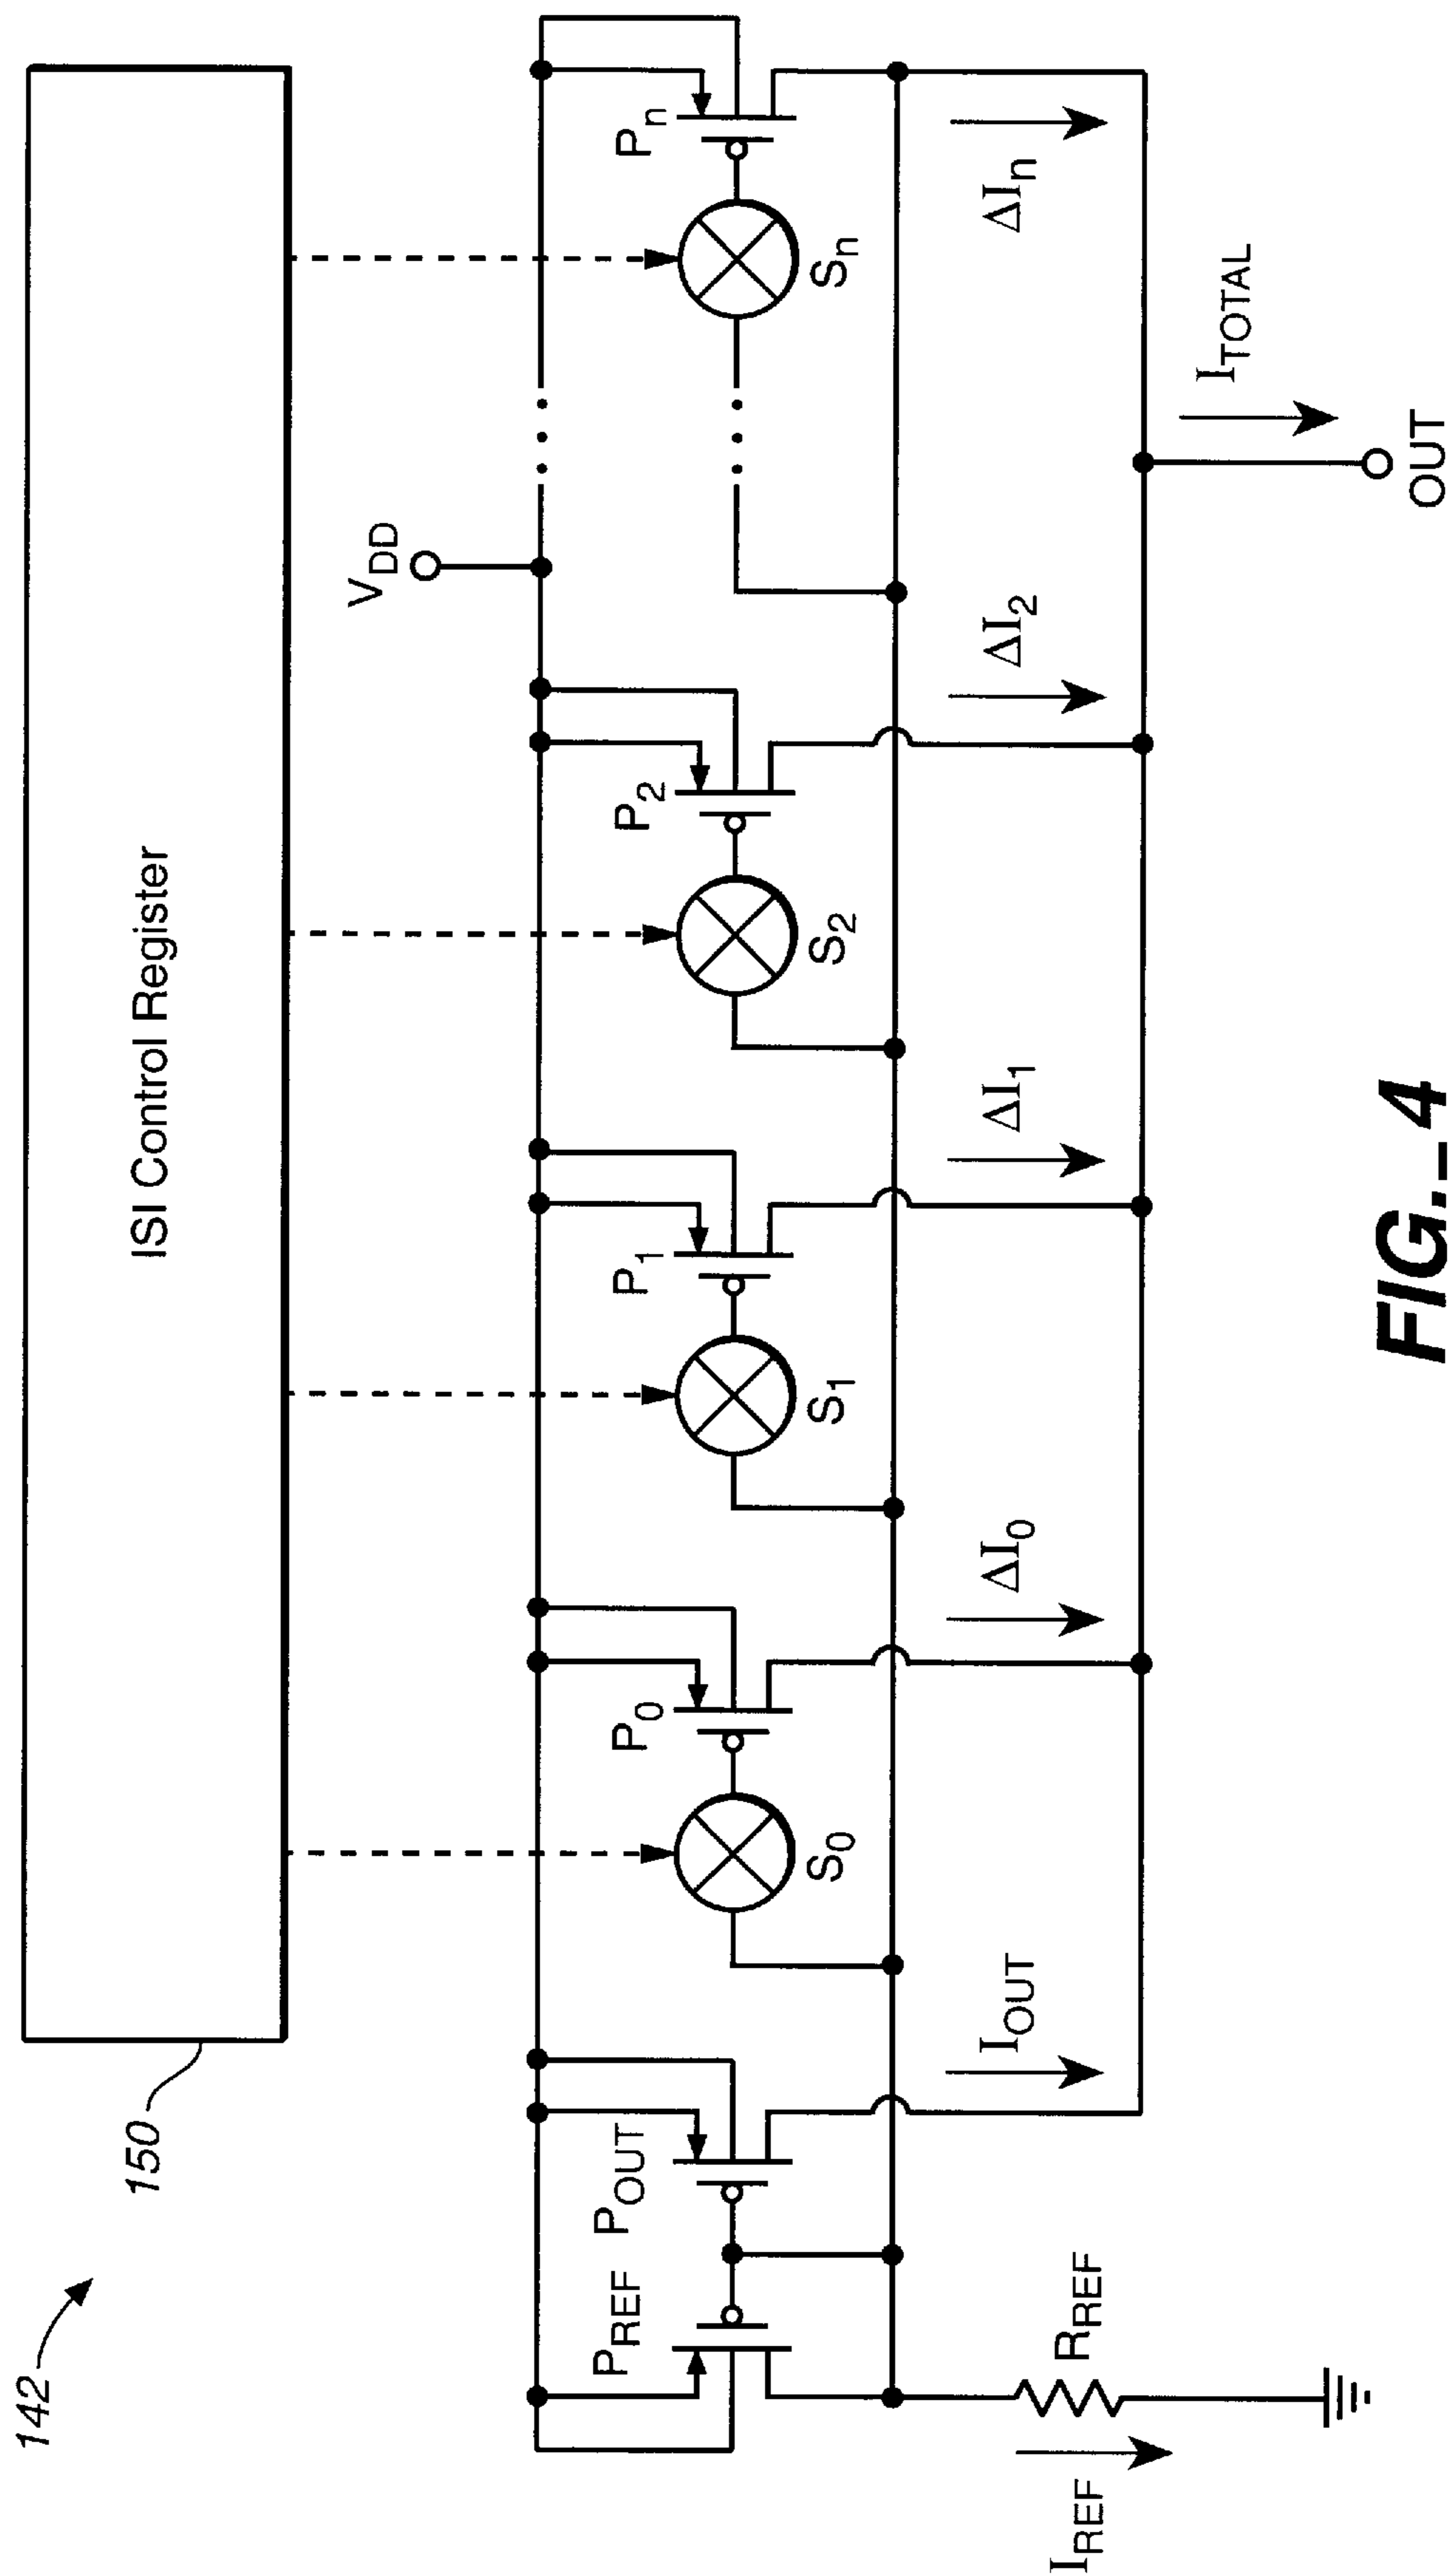 142
150
ISI Control Register
V_DD
P_REF
P_OUT
P_0
P_1
P_2
P_n
S_0
S_1
S_2
S_n
I_REF
R_REF
I_OUT
ΔI_0
ΔI_1
ΔI_2
ΔI_n
I_TOTAL
OUT
FIG._4